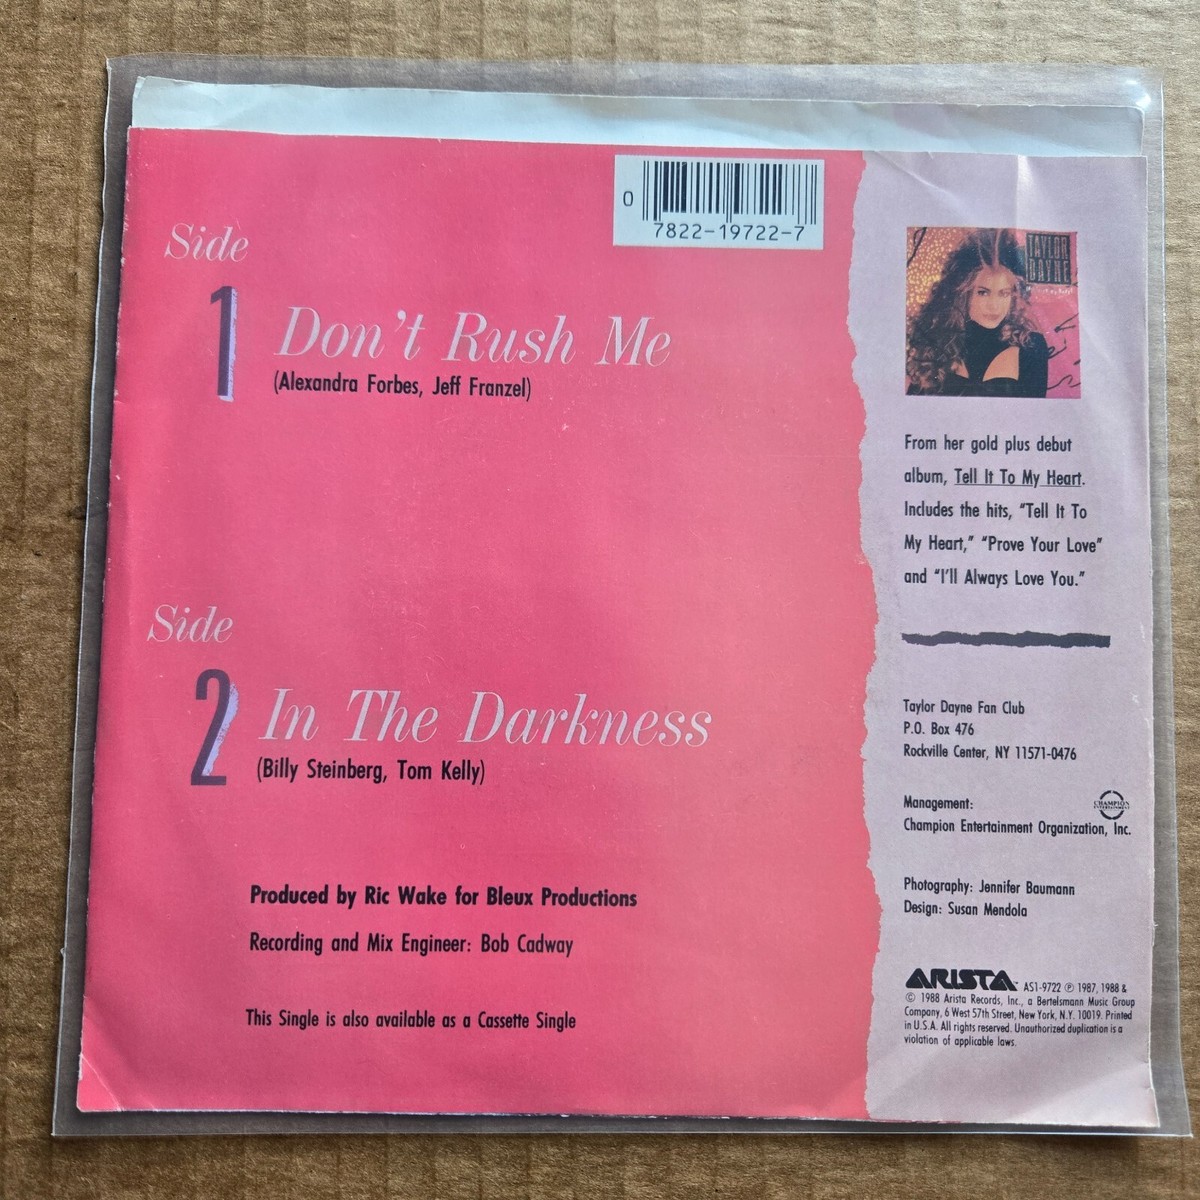 0 7822-19722-7
Side
1
Don't Rush Me
(Alexandra Forbes, Jeff Franzel)
Side
2
In The Darkness
(Billy Steinberg, Tom Kelly)
Produced by Ric Wake for Bleux Productions
Recording and Mix Engineer: Bob Cadway
This Single is also available as a Cassette Single
TAYLOR
DAYNE
From her gold plus debut
album, Tell It To My Heart.
Includes the hits, "Tell It To
My Heart," "Prove Your Love"
and "I'll Always Love You."
Taylor Dayne Fan Club
P.O. Box 476
Rockville Center, NY 11571-0476
Management:
CHAMPION
ENTERTAINMENT
Champion Entertainment Organization, Inc.
Photography: Jennifer Baumann
Design: Susan Mendola
ARISTA™ AS1-9722 ℗ 1987, 1988 &
© 1988 Arista Records, Inc., a Bertelsmann Music Group
Company, 6 West 57th Street, New York, N.Y. 10019. Printed
in U.S.A. All rights reserved. Unauthorized duplication is a
violation of applicable laws.